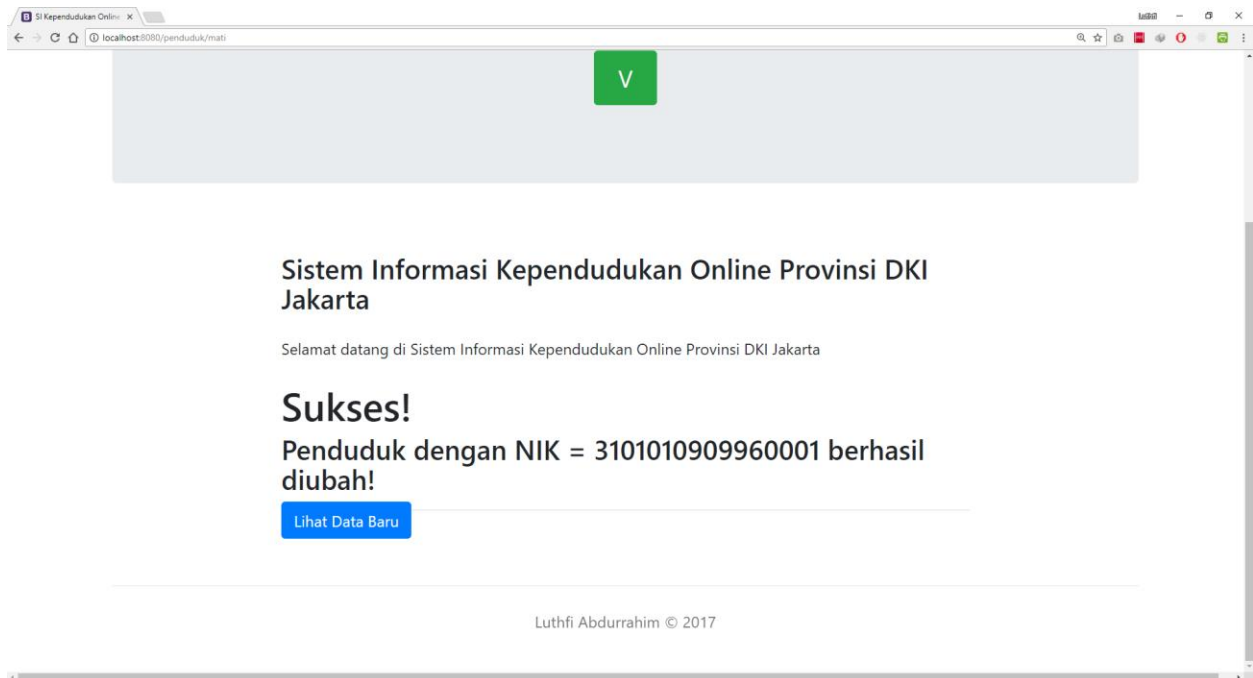 SI Kependudukan Online
localhost:8080/penduduk/mati
V
Sistem Informasi Kependudukan Online Provinsi DKI
Jakarta
Selamat datang di Sistem Informasi Kependudukan Online Provinsi DKI Jakarta
Sukses!
Penduduk dengan NIK = 3101010909960001 berhasil
diubah!
Lihat Data Baru
Luthfi Abdurrahim © 2017